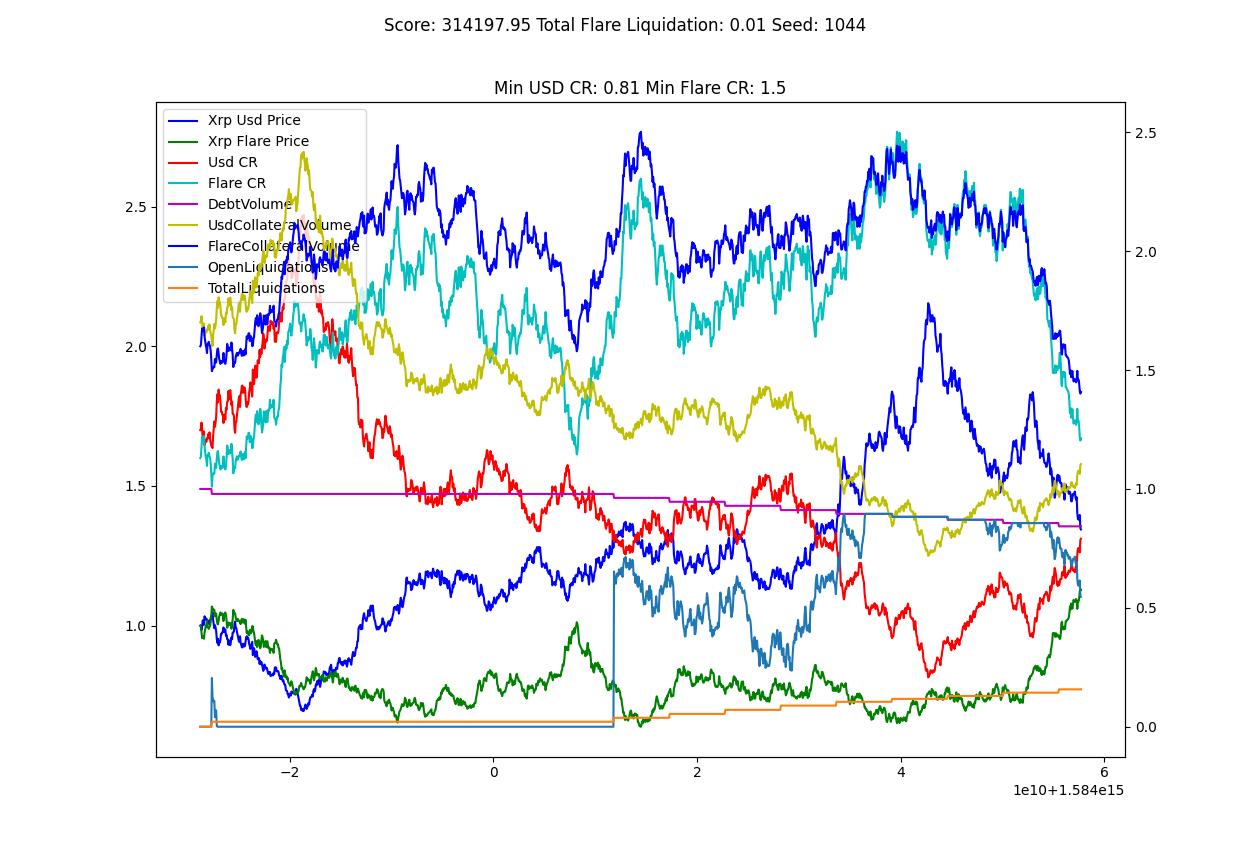 Score: 314197.95 Total Flare Liquidation: 0.01 Seed: 1044
Min USD CR: 0.81 Min Flare CR: 1.5
Xrp Usd Price
Xrp Flare Price
Usd CR
Flare CR
DebtVolume
UsdCollateralVolume
FlareCollateralVolume
OpenLiquidations
TotalLiquidations
2.5
2.0
1.5
1.0
2.5
2.0
1.5
1.0
0.5
0.0
−2
0
2
4
6
1e10+1.584e15